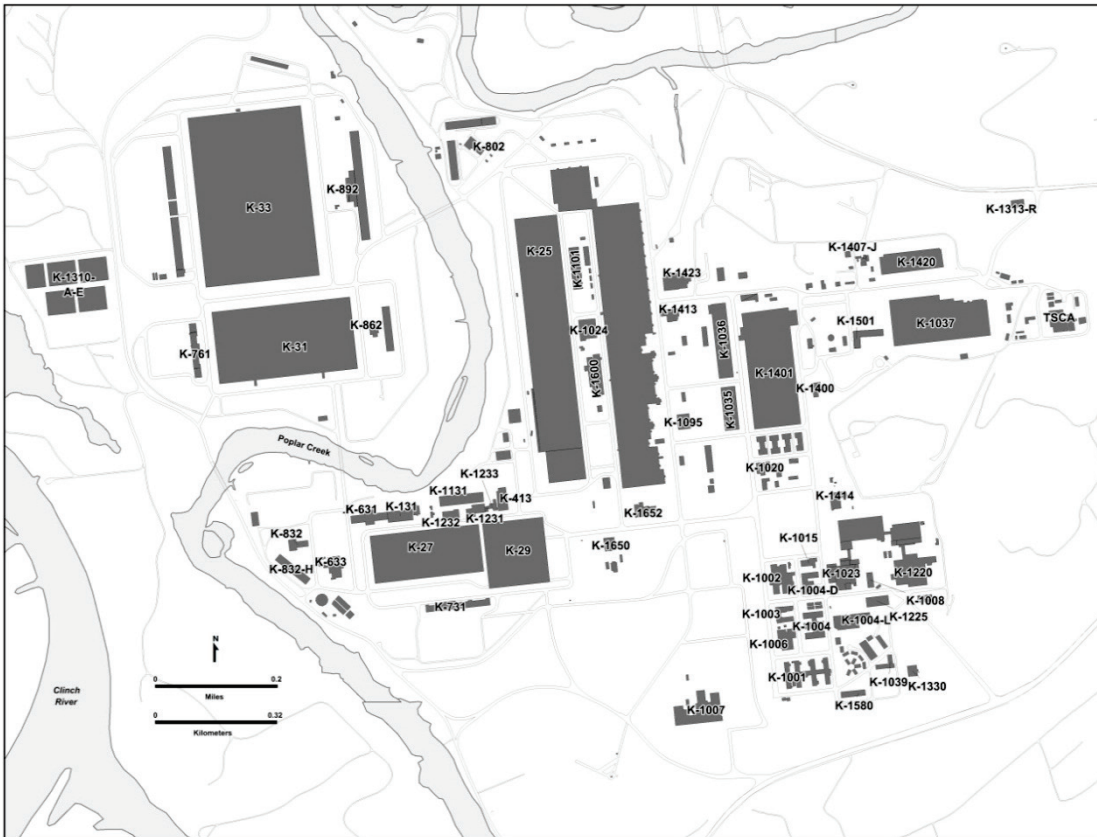 K-802
K-892
K-33
K-1313-R
K-25
K-1101
K-1407-J
K-1420
K-1310-
A-E
K-1423
K-1413
K-1024
K-1036
K-1501
K-1037
TSCA
K-862
K-31
K-761
K-1600
K-1401
K-1400
K-1035
K-1095
Poplar Creek
K-1233
K-1020
K-1131
K-413
K-631
K-131
K-1232
K-1231
K-1652
K-1414
K-832
K-27
K-29
K-1650
K-1015
K-832-H
K-633
K-1002
K-1004-D
K-1023
K-1220
K-731
K-1008
K-1003
K-1004
K-1004-L
K-1225
K-1006
N
0
0.2
Miles
0
0.32
Kilometers
Clinch
River
K-1001
K-1039
K-1330
K-1580
K-1007